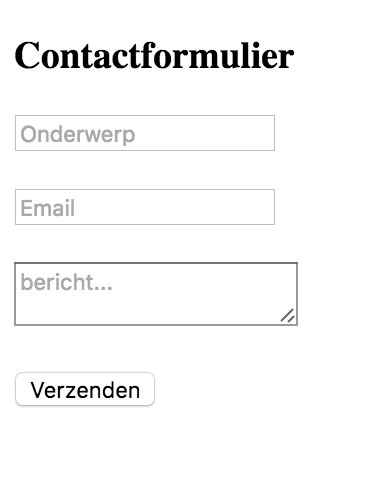 Contactformulier
Onderwerp
Email
bericht...
Verzenden